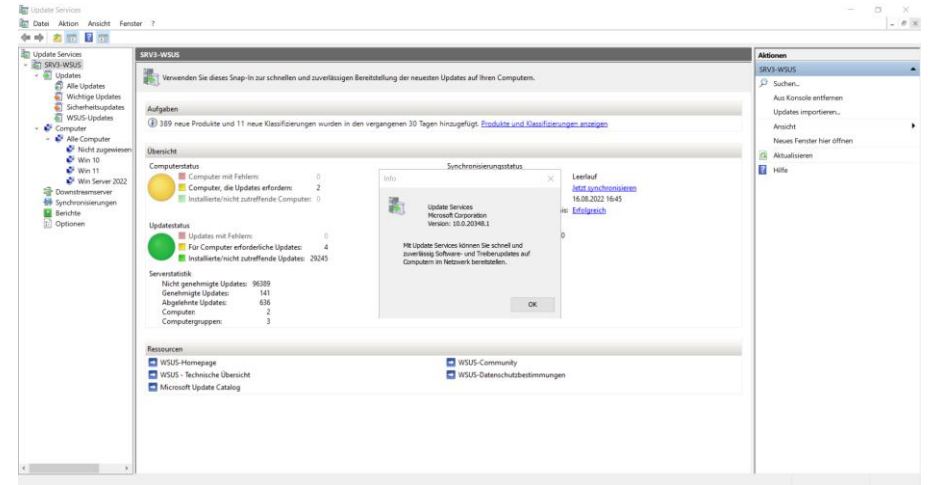 Update Services
Datei Aktion Ansicht Fenster ?
Update Services
SRV3-WSUS
Updates
Alle Updates
Wichtige Updates
Sicherheitsupdates
WSUS-Updates
Computer
Alle Computer
Nicht zugewiesen
Win 10
Win 11
Win Server 2022
Downstreamserver
Synchronisierungen
Berichte
Optionen
SRV3-WSUS
Verwenden Sie dieses Snap-In zur schnellen und zuverlässigen Bereitstellung der neuesten Updates auf Ihren Computern.
Aufgaben
389 neue Produkte und 11 neue Klassifizierungen wurden in den vergangenen 30 Tagen hinzugefügt. Produkte und Klassifizierungen anzeigen
Übersicht
Computerstatus
Computer mit Fehlern: 0
Computer, die Updates erfordern: 2
Installierte/nicht zutreffende Computer: 0
Updatestatus
Updates mit Fehlern: 0
Für Computer erforderliche Updates: 4
Installierte/nicht zutreffende Updates: 29245
Serverstatistik
Nicht genehmigte Updates: 96389
Genehmigte Updates: 141
Abgelehnte Updates: 636
Computer: 2
Computergruppen: 3
Synchronisierungsstatus
Leerlauf
Jetzt synchronisieren
16.08.2022 16:45
Erfolgreich
0
Info
Update Services
Microsoft Corporation
Version: 10.0.20348.1
Mit Update Services können Sie schnell und
zuverlässig Software- und Treiberupdates auf
Computern im Netzwerk bereitstellen.
OK
Ressourcen
WSUS-Homepage
WSUS - Technische Übersicht
Microsoft Update Catalog
WSUS-Community
WSUS-Datenschutzbestimmungen
Aktionen
SRV3-WSUS
Suchen...
Aus Konsole entfernen
Updates importieren...
Ansicht
Neues Fenster hier öffnen
Aktualisieren
Hilfe